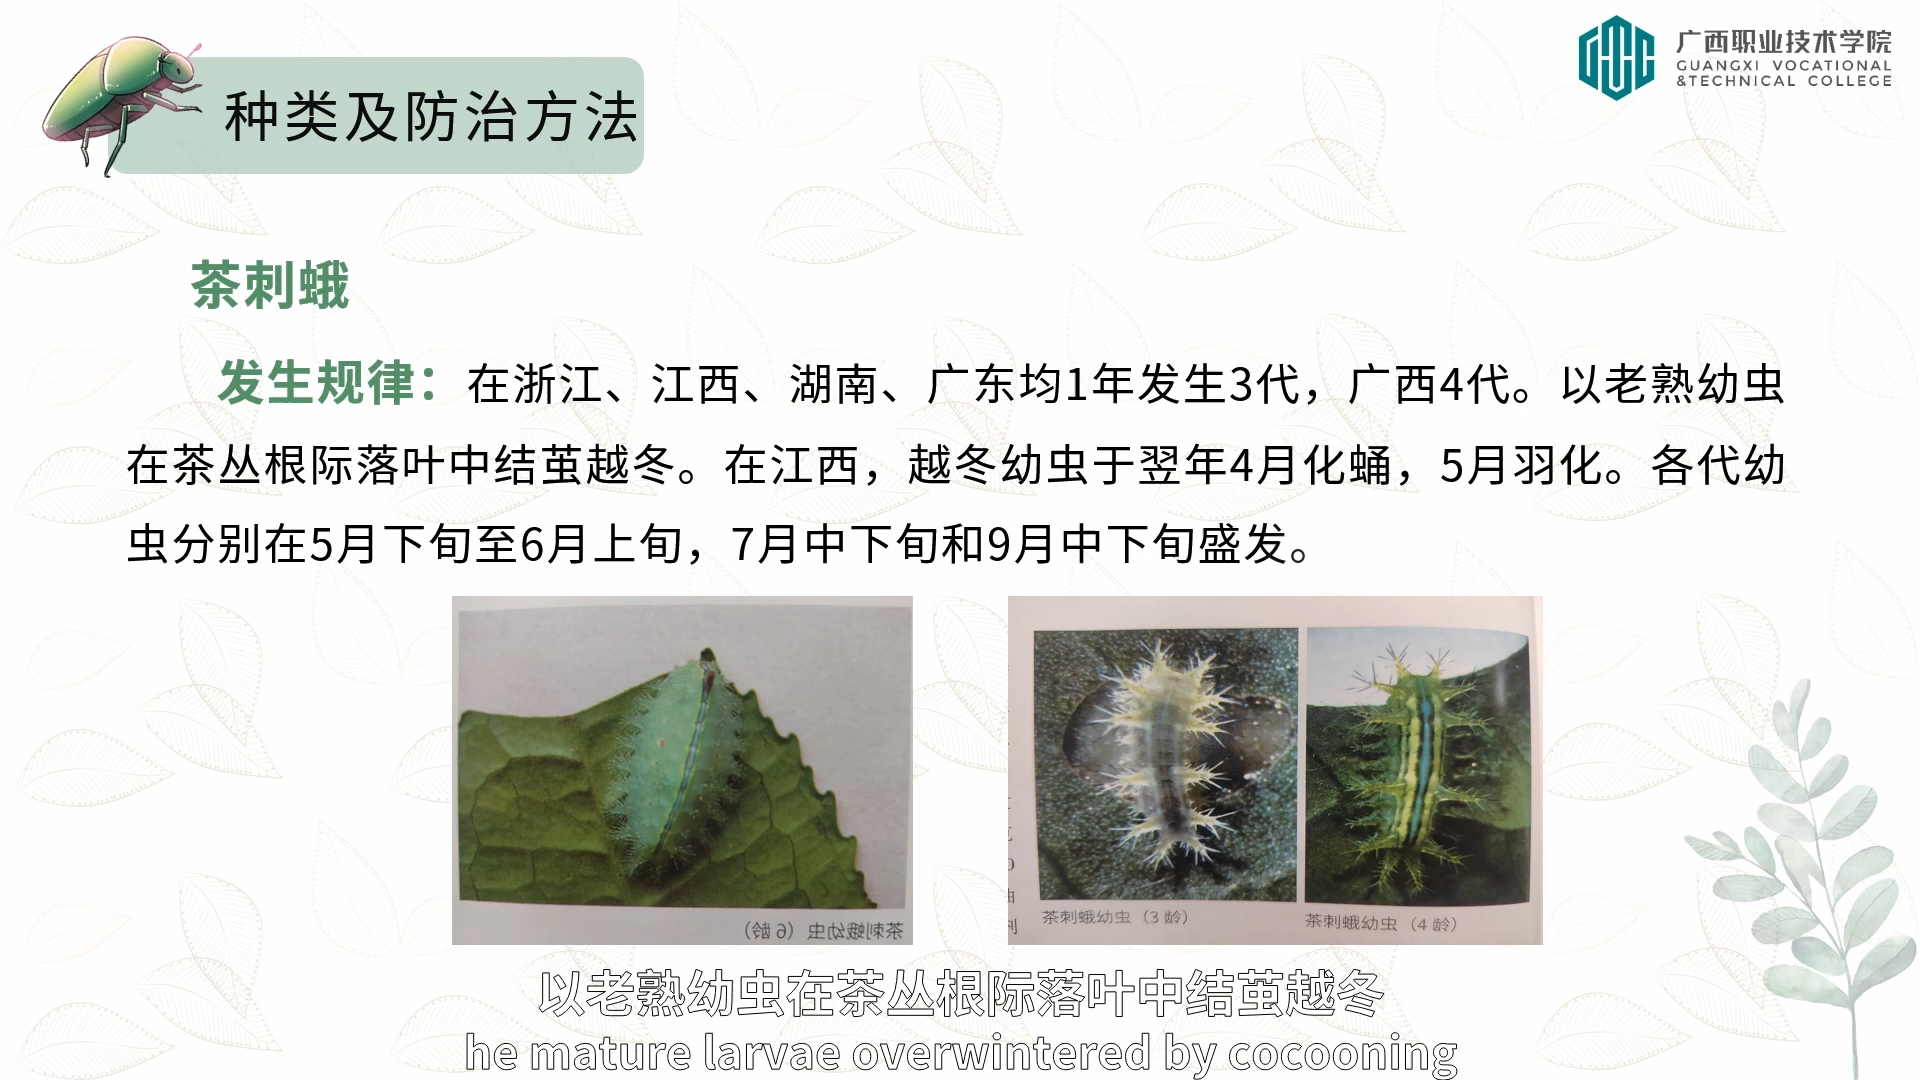 广西职业技术学院
GUANGXI VOCATIONAL
&TECHNICAL COLLEGE
种类及防治方法
茶刺蛾
发生规律：在浙江、江西、湖南、广东均1年发生3代，广西4代。以老熟幼虫
在茶丛根际落叶中结茧越冬。在江西，越冬幼虫于翌年4月化蛹，5月羽化。各代幼
虫分别在5月下旬至6月上旬，7月中下旬和9月中下旬盛发。
茶刺蛾幼虫（6 龄）
茶刺蛾幼虫（3 龄）
茶刺蛾幼虫（4 龄）
以老熟幼虫在茶丛根际落叶中结茧越冬
he mature larvae overwintered by cocooning